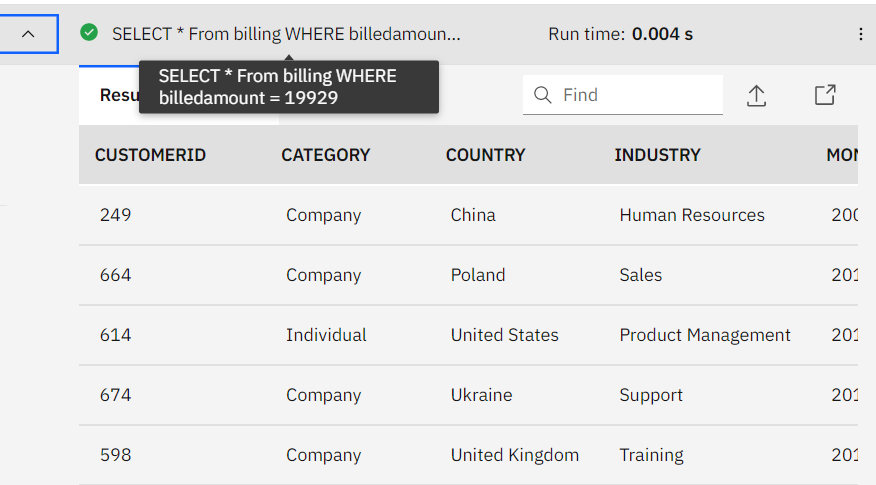 SELECT * From billing WHERE billedamoun... Run time: 0.004 s
SELECT * From billing WHERE
billedamount = 19929
Resu
Find
CUSTOMERID CATEGORY COUNTRY INDUSTRY MON
249 Company China Human Resources 200
664 Company Poland Sales 201
614 Individual United States Product Management 201
674 Company Ukraine Support 201
598 Company United Kingdom Training 201